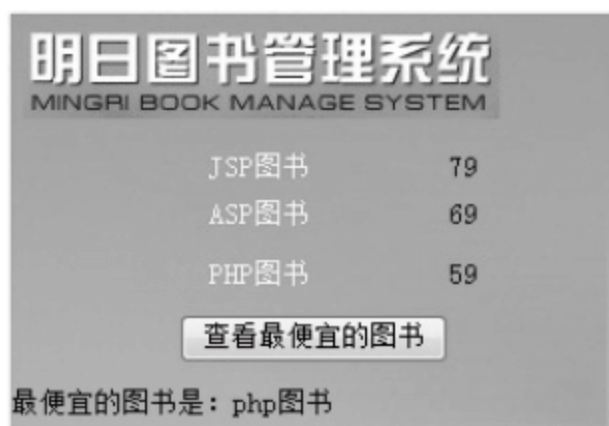 明日图书管理系统
MINGRI BOOK MANAGE SYSTEM
JSP图书 79
ASP图书 69
PHP图书 59
查看最便宜的图书
最便宜的图书是：php图书